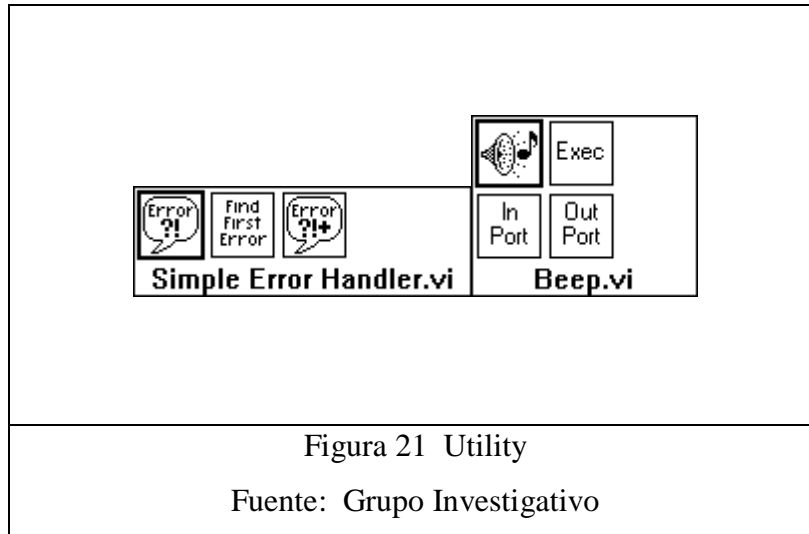 Exec
In Out
Port Port
Error Find Error
?! First ?!+
Error
Simple Error Handler.vi Beep.vi
Figura 21 Utility
Fuente: Grupo Investigativo